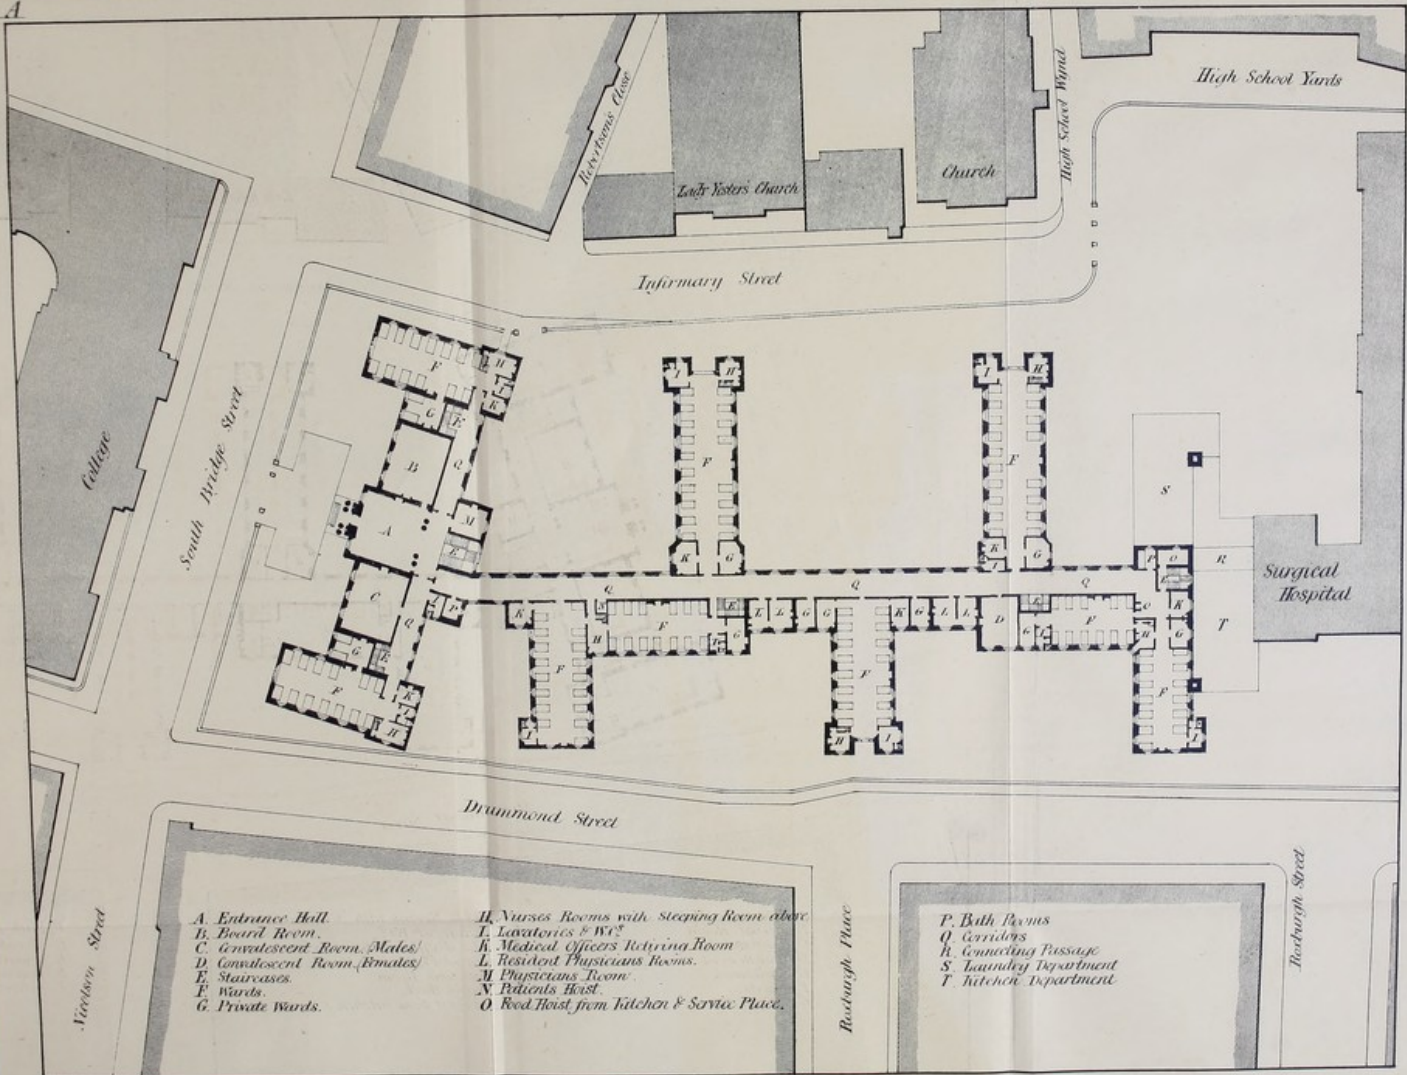 A
High School Yards
Robertson's Close
High School Wynd
Lady Yester's Church
Church
Infirmary Street
College
South Bridge Street
F
H
I
K
G
E
B
Q
A
M
E
C
I
P
Q
G
E
F
K
I
H
I
H
F
K
G
I
H
F
K
I
G
Q
Q
Q
K
N
H
F
E
I
G
F
I
L
L
G
G
K
G
L
L
F
H
I
D
E
G
I
F
P
O
E
O
K
H
G
F
I
S
R
T
Surgical
Hospital
Drummond Street
Nicolson Street
Roxburgh Place
Roxburgh Street
A. Entrance Hall.
B. Board Room.
C. Convalescent Room (Males)
D. Convalescent Room (Females)
E. Staircases.
F. Wards.
G. Private Wards.
H. Nurses Rooms with Sleeping Room above
I. Lavatories & W.Cs
K. Medical Officers Retiring Room
L. Resident Physicians Rooms.
M. Physicians Room
N. Patients Hoist.
O. Food Hoist from Kitchen & Service Place.
P. Bath Rooms
Q. Corridors
R. Connecting Passage
S. Laundry Department
T. Kitchen Department